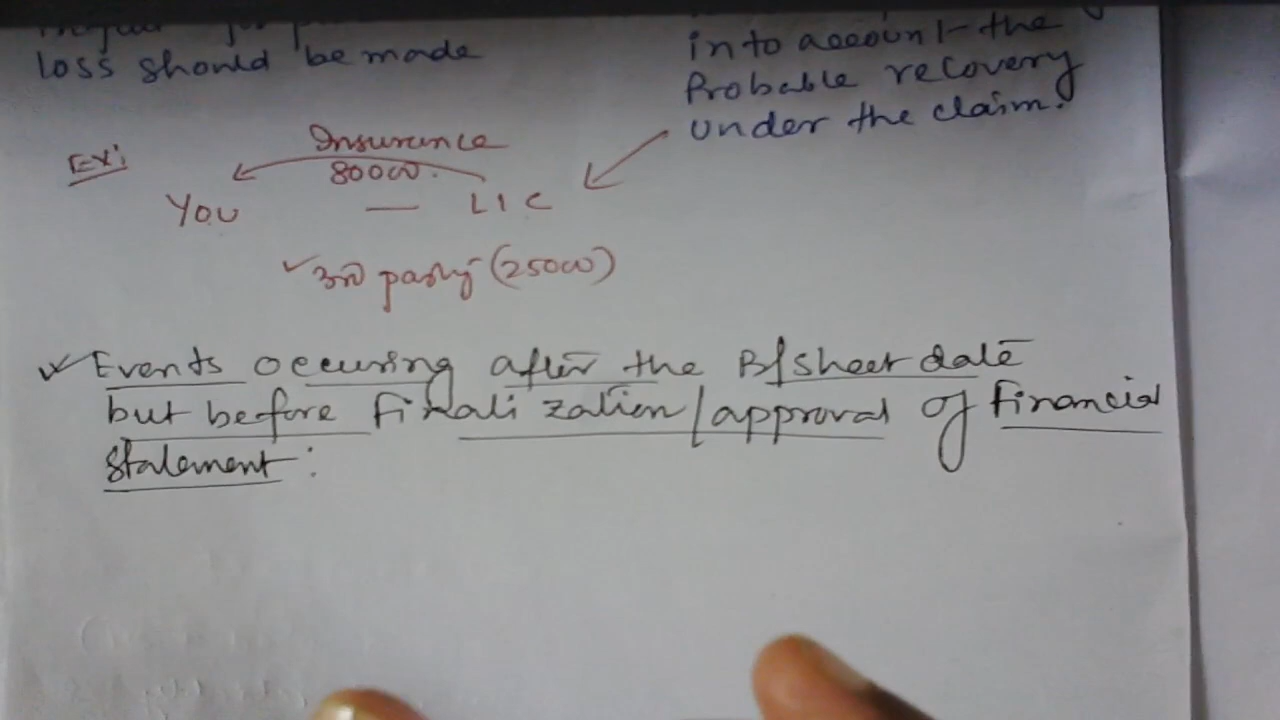 loss should be made
into account the
Probable recovery
under the claim.
Ex:
Insurance
80000.
YOU — LIC
✓ 3rd party (25000)
Events occuring after the B/sheet date
but before finalization/approval of financial
statement: